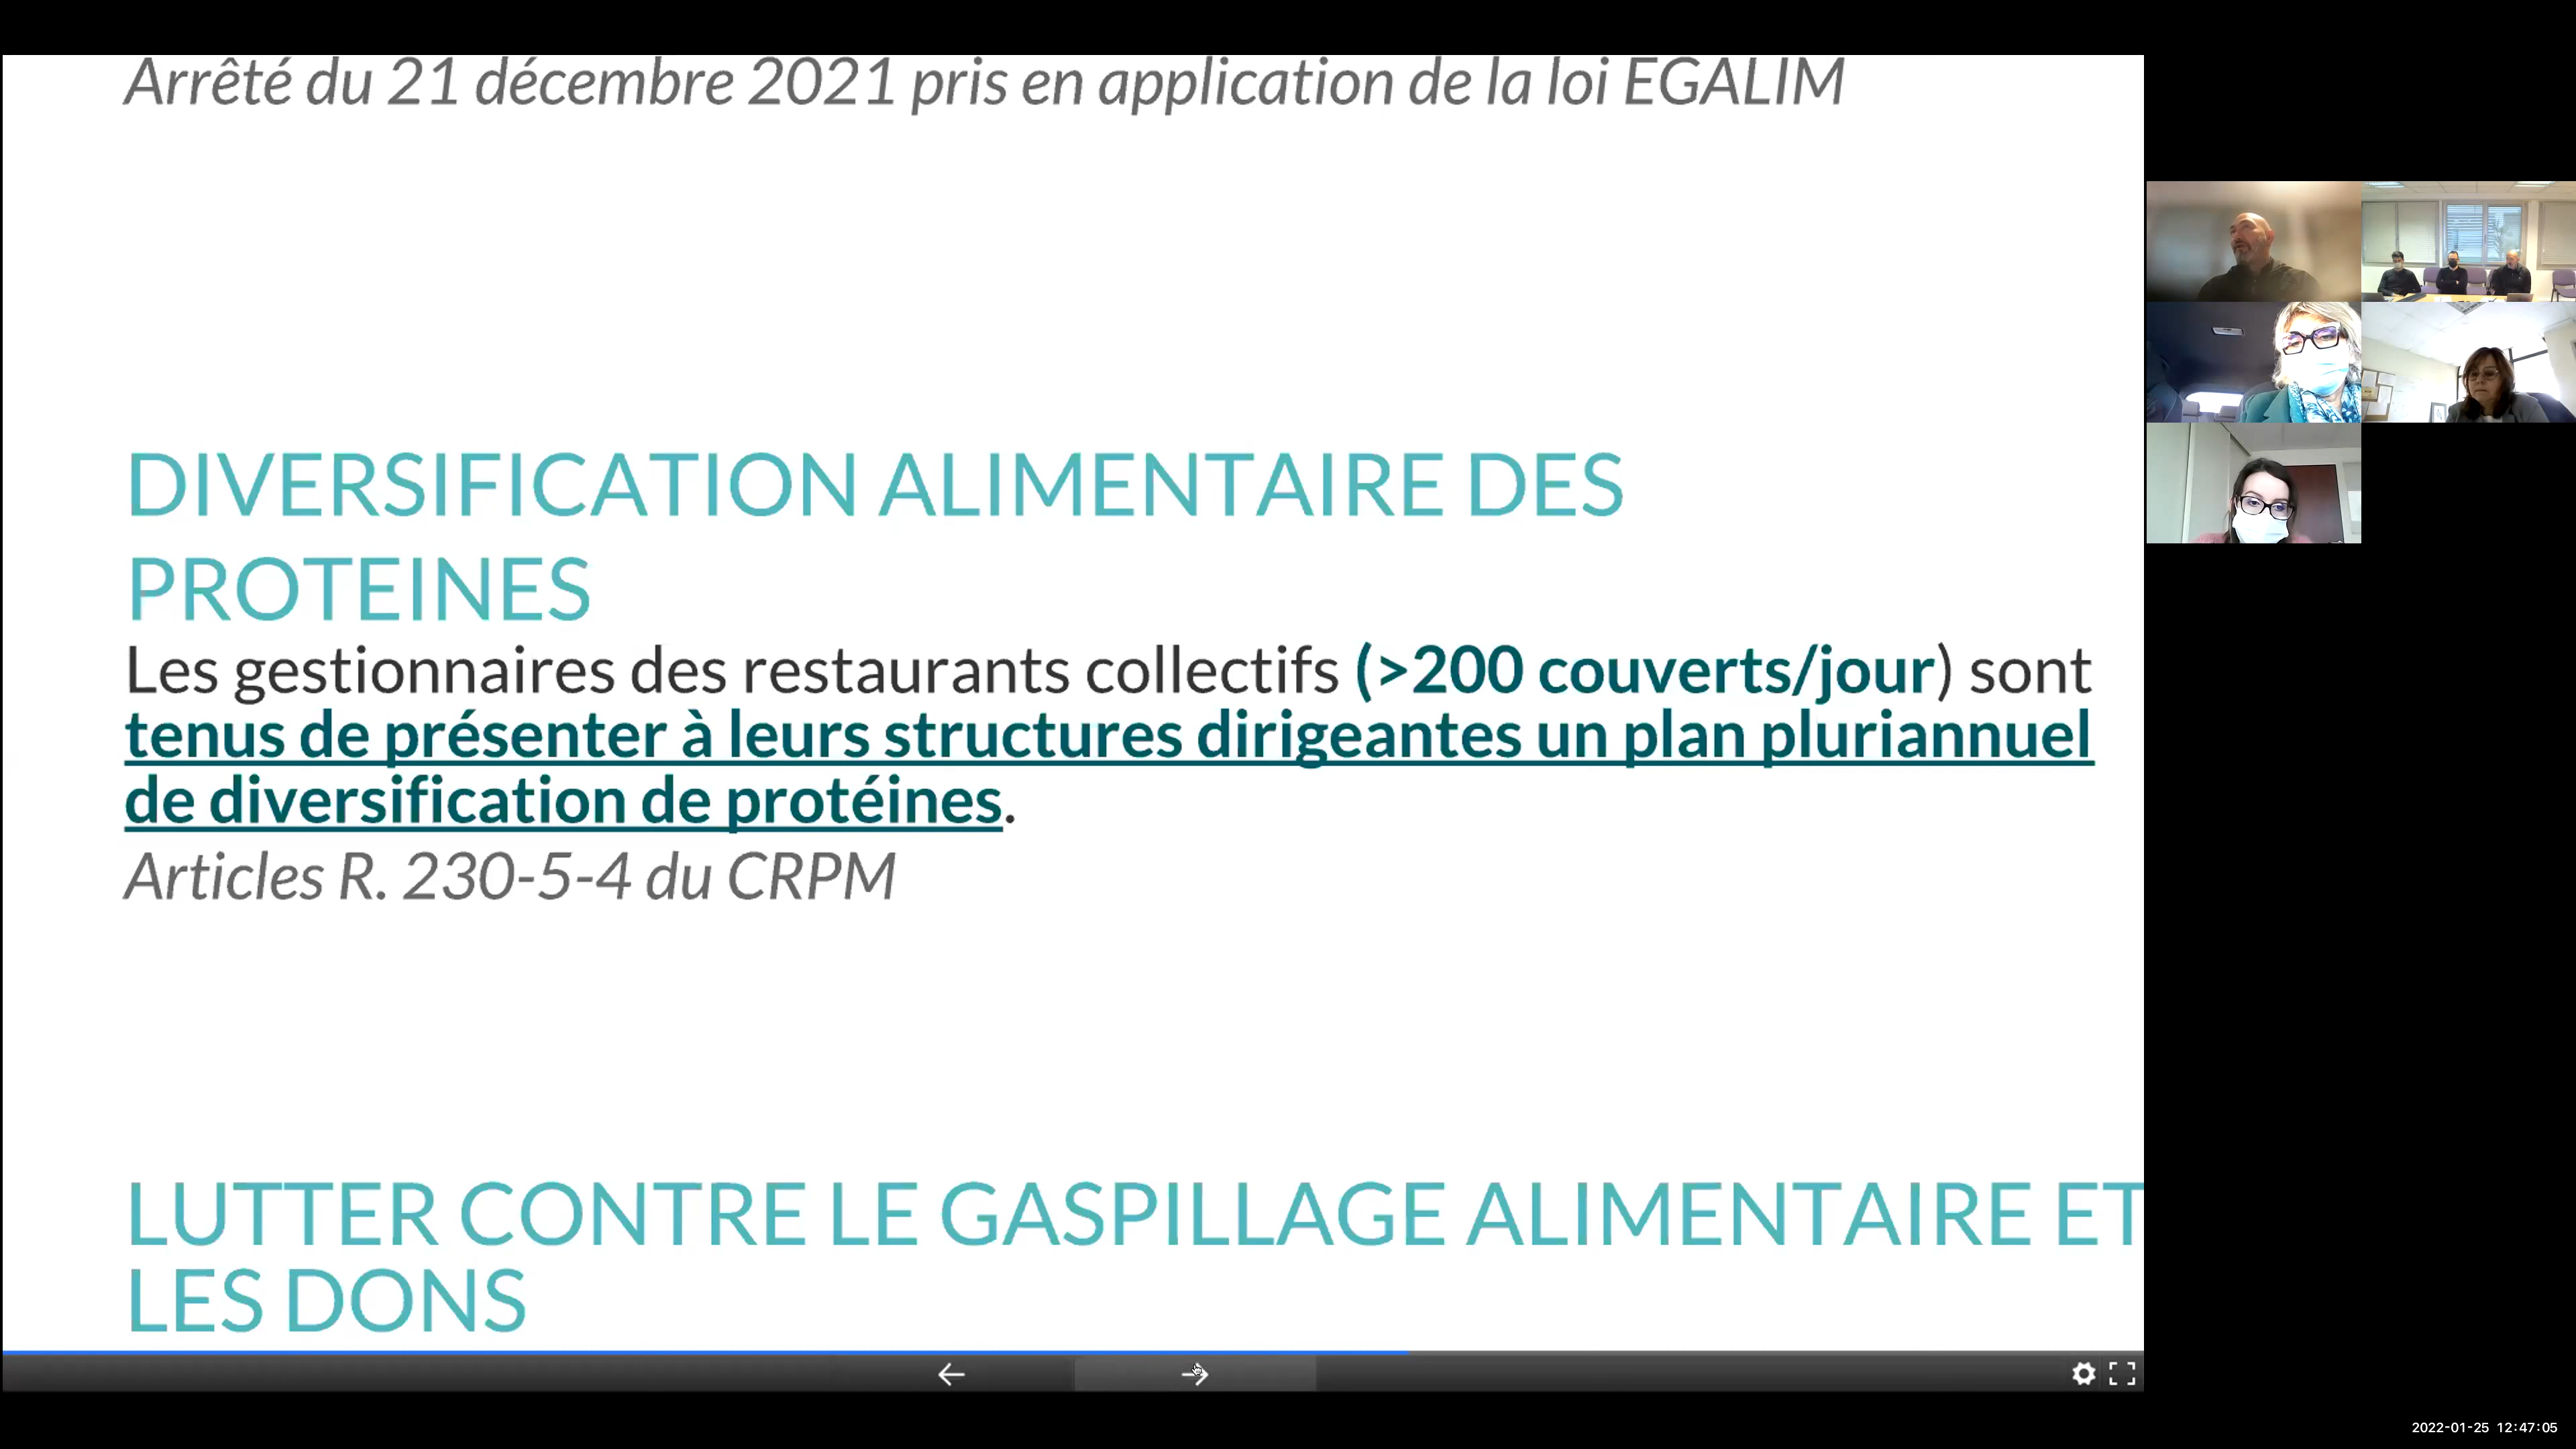 Arrêté du 21 décembre 2021 pris en application de la loi EGALIM
DIVERSIFICATION ALIMENTAIRE DES
PROTEINES
Les gestionnaires des restaurants collectifs (>200 couverts/jour) sont
tenus de présenter à leurs structures dirigeantes un plan pluriannuel
de diversification de protéines.
Articles R. 230-5-4 du CRPM
LUTTER CONTRE LE GASPILLAGE ALIMENTAIRE ET
LES DONS
2022-01-25 12:47:05